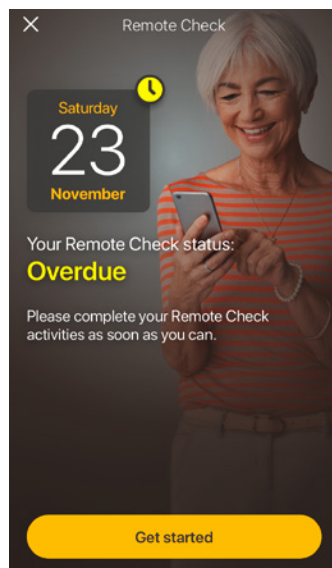 Remote Check
Saturday
23
November
Your Remote Check status:
Overdue
Please complete your Remote Check
activities as soon as you can.
Get started